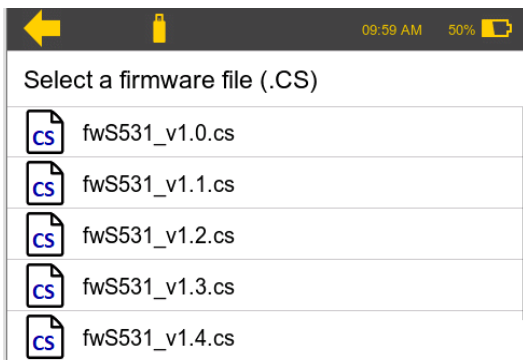 09:59 AM 50%
Select a firmware file (.CS)
CS fwS531_v1.0.cs
CS fwS531_v1.1.cs
CS fwS531_v1.2.cs
CS fwS531_v1.3.cs
CS fwS531_v1.4.cs